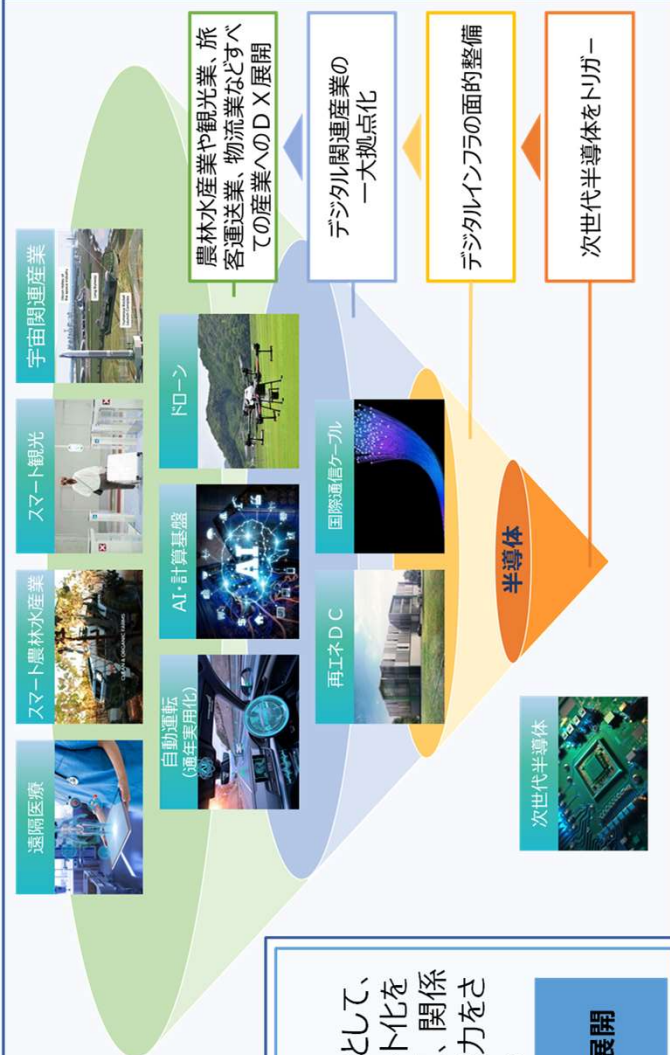 遠隔医療
スマート農林水産業
スマート観光
宇宙関連産業
自動運転
(通年実用化)
AI・計算基盤
AI
ドローン
再エネDC
国際通信ケーブル
半導体
次世代半導体
農林水産業や観光業、旅
客運送業、物流業などすべ
ての産業へのDX展開
デジタル関連産業の
一大拠点化
デジタルインフラの面的整備
次世代半導体をトリガー
として、
ト化を
、関係
力をさ
展開